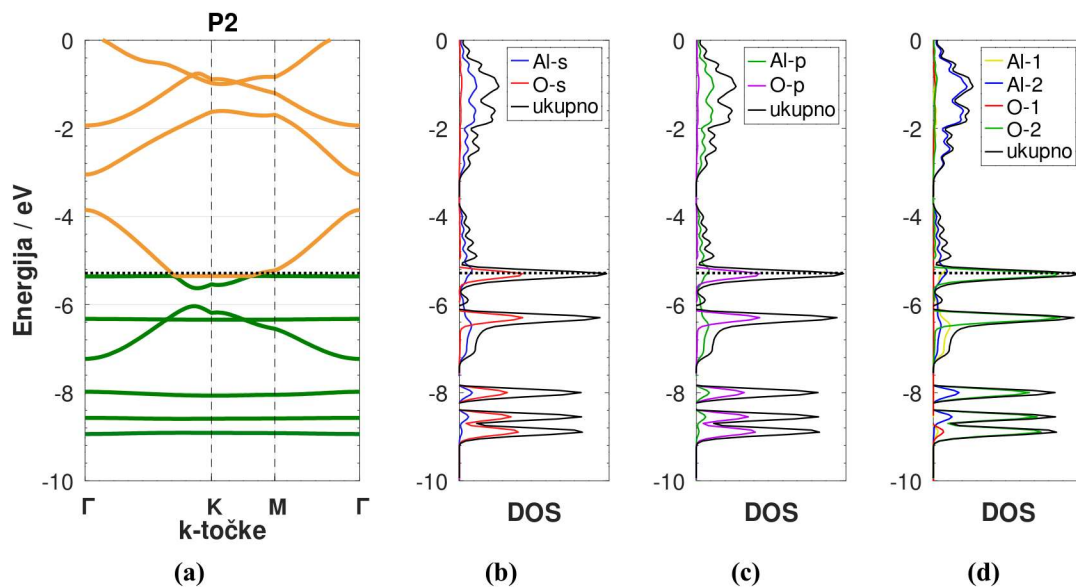 P2
Energija / eV
0
-2
-4
-6
-8
-10
Γ K M Γ
k-točke
(a)
0
-2
-4
-6
-8
-10
Al-s
O-s
ukupno
DOS
(b)
0
-2
-4
-6
-8
-10
Al-p
O-p
ukupno
DOS
(c)
0
-2
-4
-6
-8
-10
Al-1
Al-2
O-1
O-2
ukupno
DOS
(d)